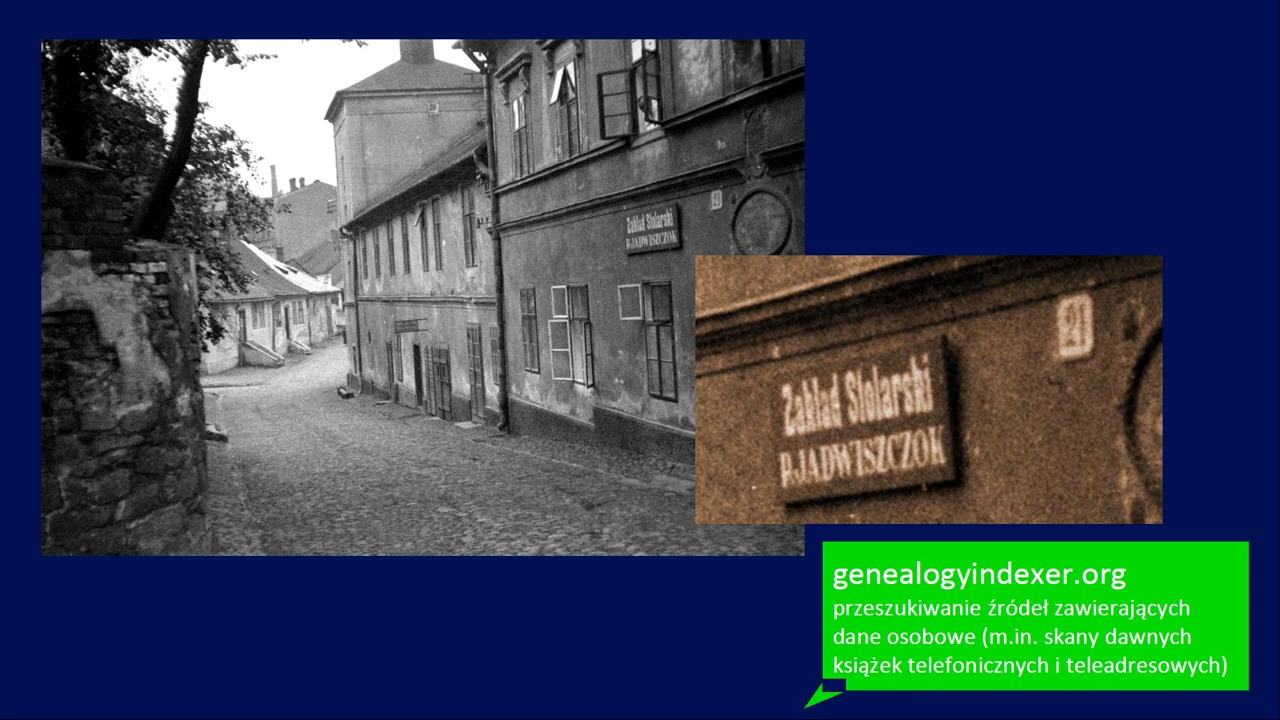 Zakład Stolarski
P. JADWISZCZOK
21
Zakład Stolarski
P. JADWISZCZOK
21
genealogyindexer.org
przeszukiwanie źródeł zawierających
dane osobowe (m.in. skany dawnych
książek telefonicznych i teleadresowych)